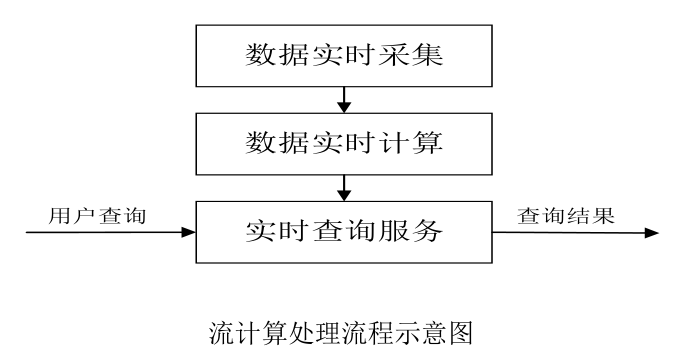 数据实时采集
数据实时计算
用户查询
实时查询服务
查询结果
流计算处理流程示意图